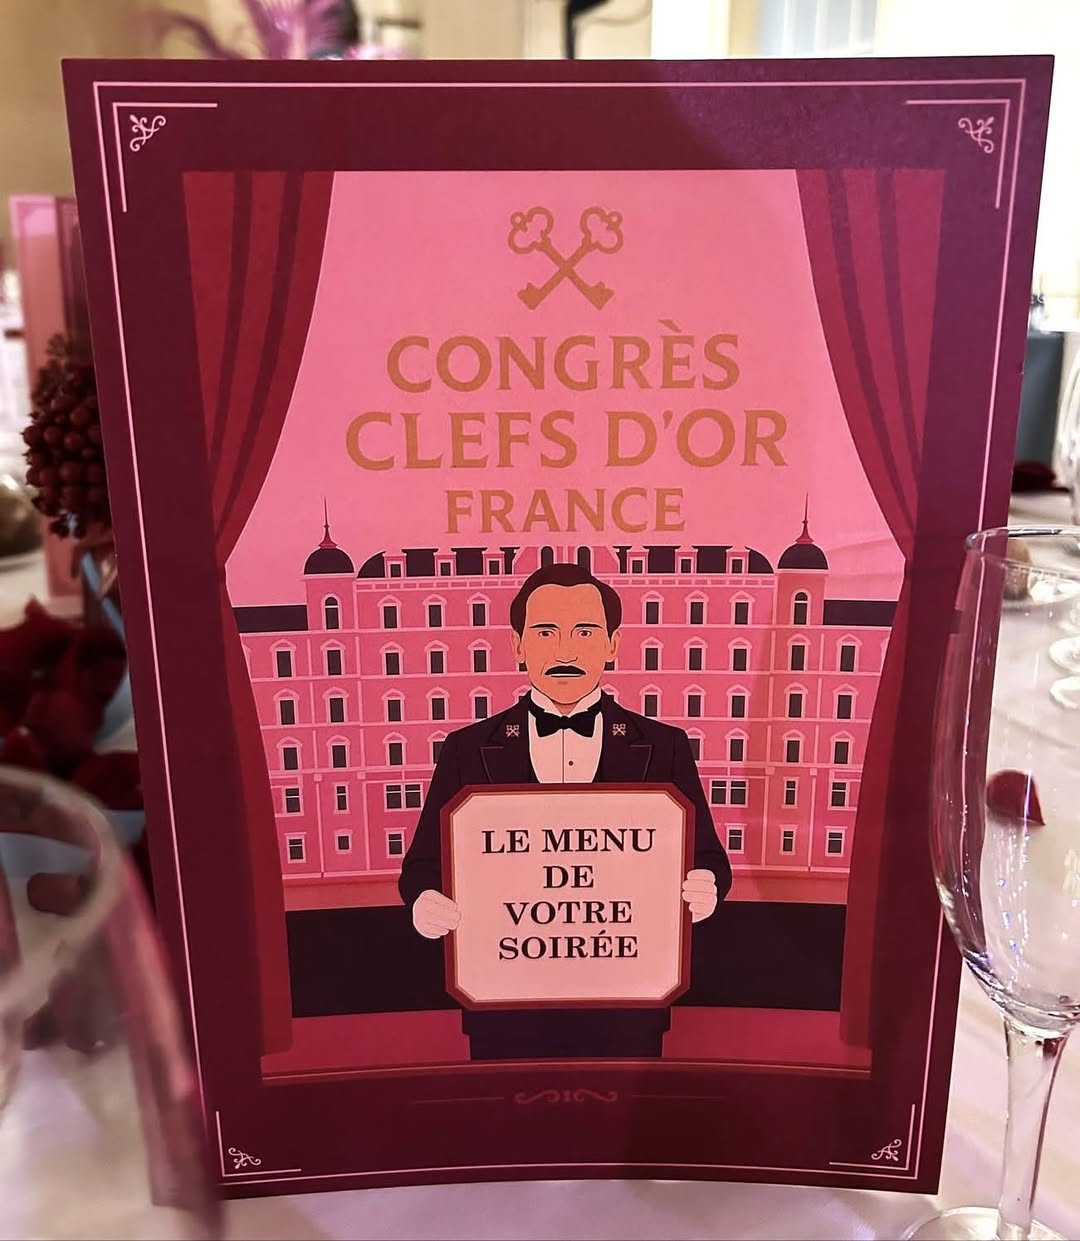 CONGRÈS
CLEFS D'OR
FRANCE
LE MENU
DE
VOTRE
SOIRÉE